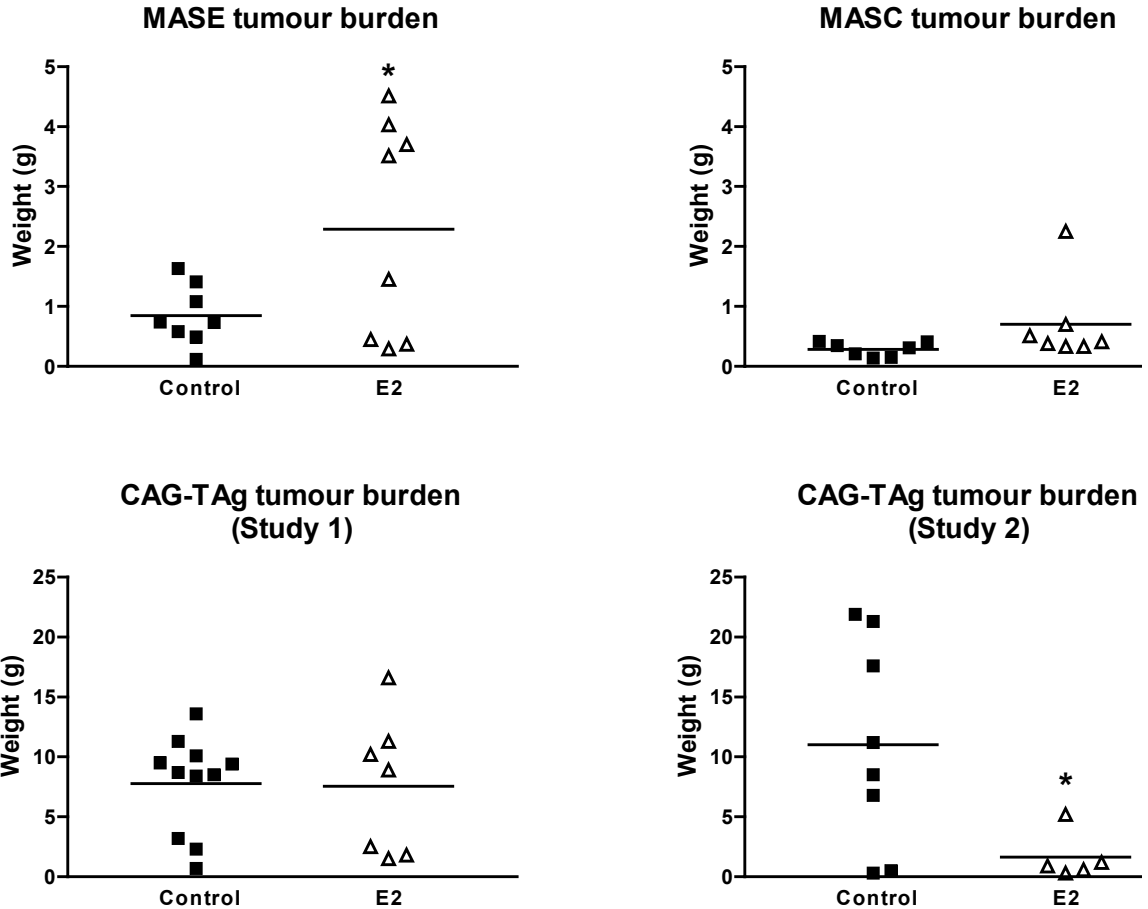 MASE tumour burden
5
4
3
2
1
0
Weight (g)
*
Control
E2
MASC tumour burden
5
4
3
2
1
0
Weight (g)
Control
E2
CAG-TAg tumour burden
(Study 1)
25
20
15
10
5
0
Weight (g)
Control
E2
CAG-TAg tumour burden
(Study 2)
25
20
15
10
5
0
Weight (g)
*
Control
E2